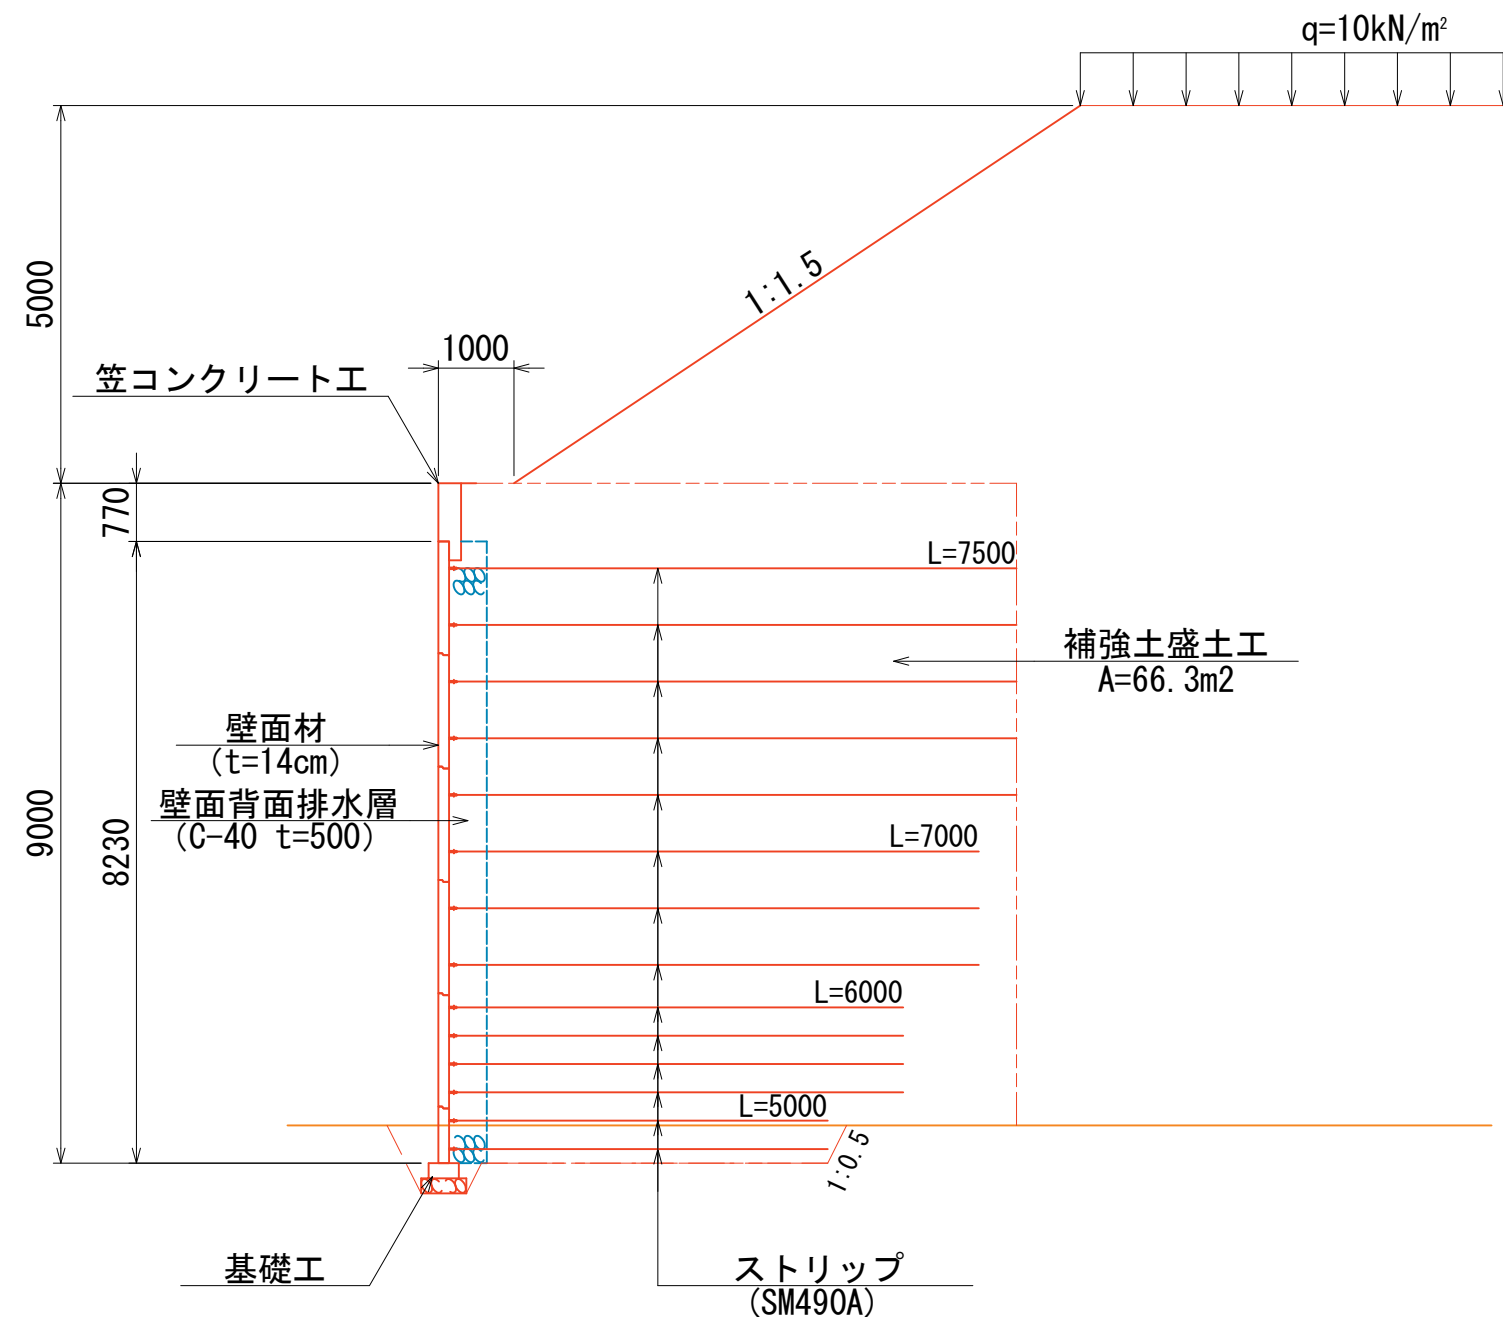 q=10kN/m²
5000
1:1.5
1000
笠コンクリート工
770
L=7500
補強土盛土工
A=66.3m2
壁面材
(t=14cm)
壁面背面排水層
(C-40 t=500)
9000
8230
L=7000
L=6000
L=5000
1:0.5
基礎工
ストリップ
(SM490A)